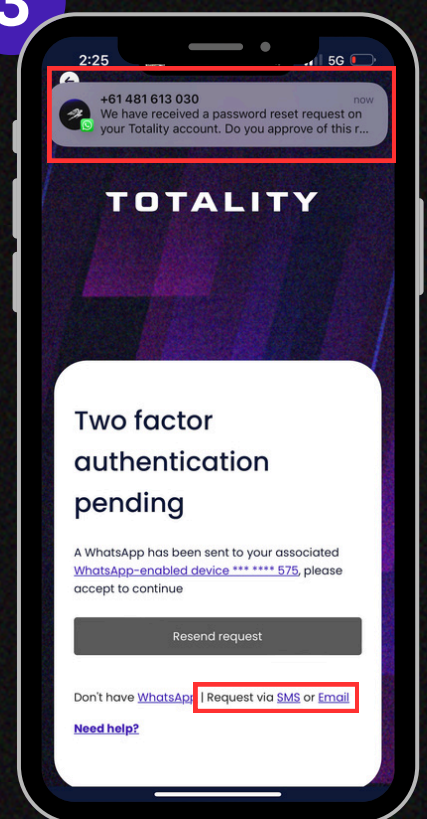 3
2:25
5G
+61 481 613 030 now
We have received a password reset request on
your Totality account. Do you approve of this r...
TOTALITY
Two factor
authentication
pending
A WhatsApp has been sent to your associated
WhatsApp-enabled device *** **** 575, please
accept to continue
Resend request
Don't have WhatsApp | Request via SMS or Email
Need help?